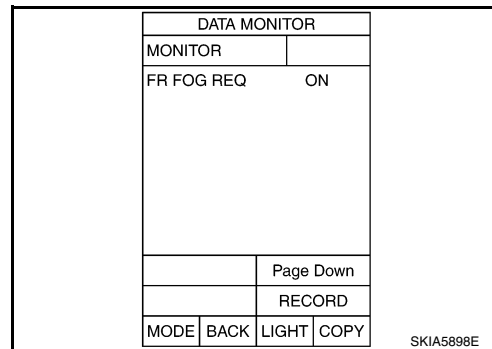 DATA MONITOR
MONITOR
FR FOG REQ ON
Page Down
RECORD
MODE BACK LIGHT COPY
SKIA5898E